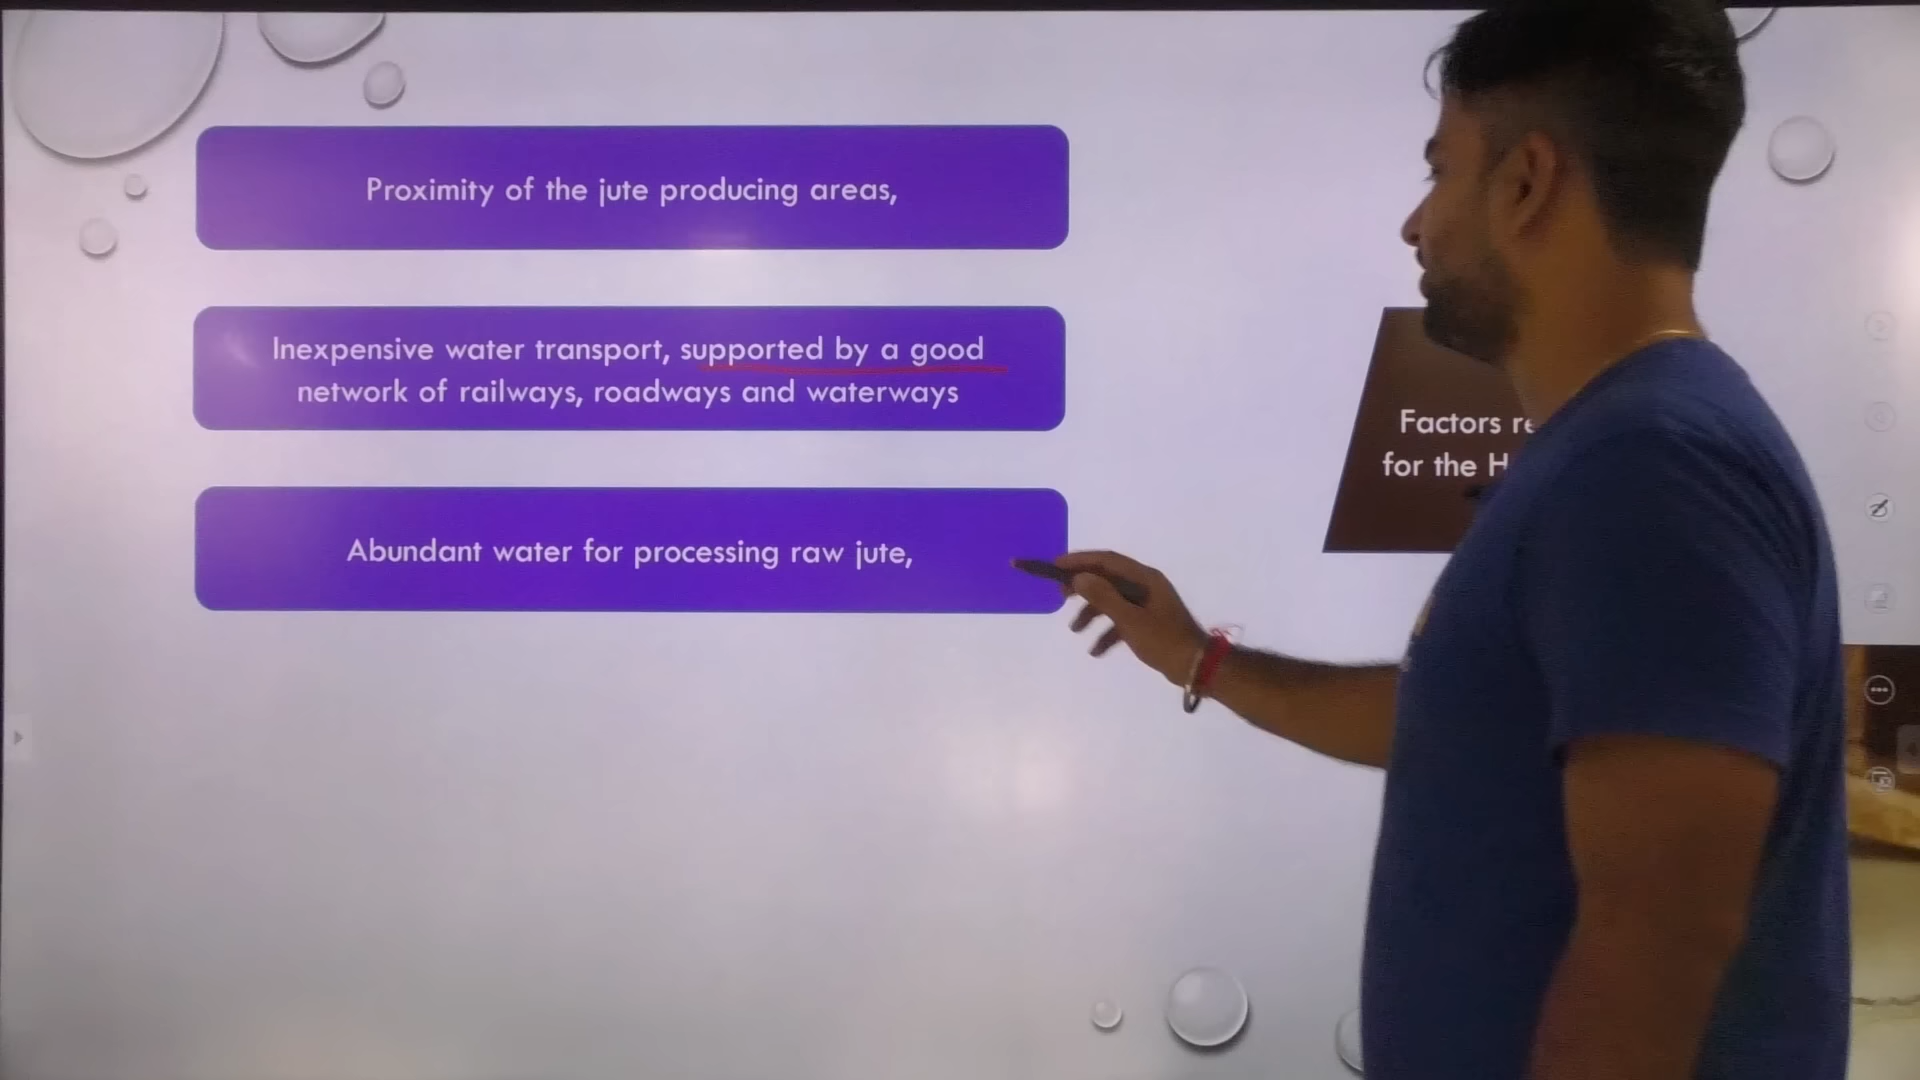 Proximity of the jute producing areas,
Inexpensive water transport, supported by a good
network of railways, roadways and waterways
Abundant water for processing raw jute,
Factors
for the